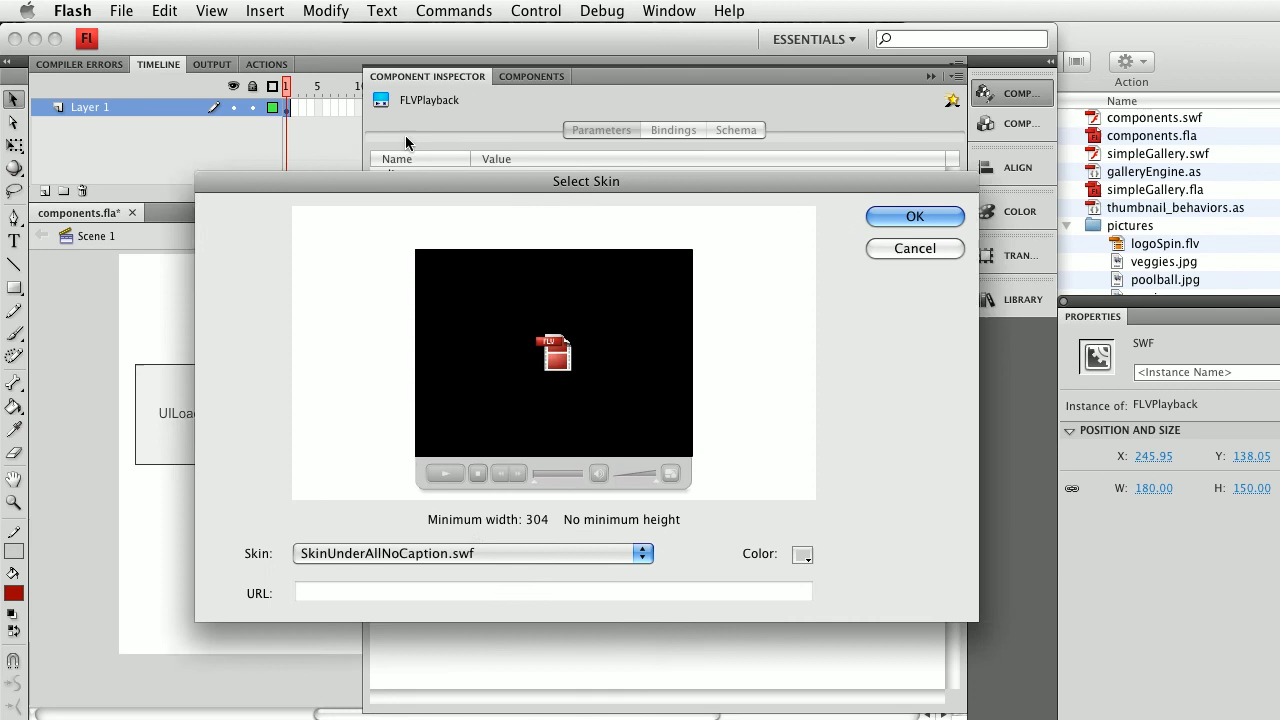 Flash File Edit View Insert Modify Text Commands Control Debug Window Help
Fl
ESSENTIALS
COMPILER ERRORS TIMELINE OUTPUT ACTIONS
1 5 10
Layer 1
components.fla*
Scene 1
UILoa
COMPONENT INSPECTOR COMPONENTS
FLVPlayback
Parameters Bindings Schema
Name Value
Select Skin
FLV
OK
Cancel
Minimum width: 304 No minimum height
Skin: SkinUnderAllNoCaption.swf
Color:
URL:
COMP...
COMP...
ALIGN
COLOR
TRAN...
LIBRARY
Action
Name
components.swf
components.fla
simpleGallery.swf
galleryEngine.as
simpleGallery.fla
thumbnail_behaviors.as
pictures
logoSpin.flv
veggies.jpg
poolball.jpg
PROPERTIES
SWF
<Instance Name>
Instance of: FLVPlayback
POSITION AND SIZE
X: 245.95 Y: 138.05
W: 180.00 H: 150.00